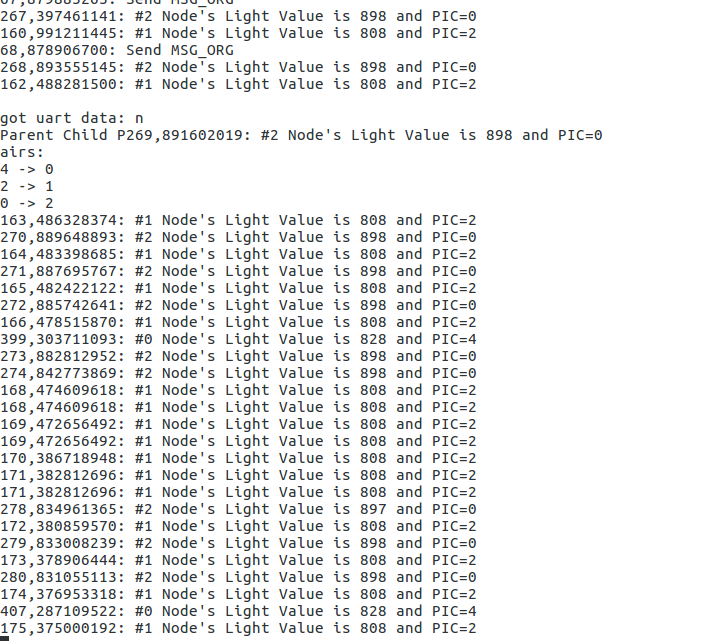 67,879883263: Send MSG_ORG
267,397461141: #2 Node's Light Value is 898 and PIC=0
160,991211445: #1 Node's Light Value is 808 and PIC=2
68,878906700: Send MSG_ORG
268,893555145: #2 Node's Light Value is 898 and PIC=0
162,488281500: #1 Node's Light Value is 808 and PIC=2

got uart data: n
Parent Child P269,891602019: #2 Node's Light Value is 898 and PIC=0
airs:
4 -> 0
2 -> 1
0 -> 2
163,486328374: #1 Node's Light Value is 808 and PIC=2
270,889648893: #2 Node's Light Value is 898 and PIC=0
164,483398685: #1 Node's Light Value is 808 and PIC=2
271,887695767: #2 Node's Light Value is 898 and PIC=0
165,482422122: #1 Node's Light Value is 808 and PIC=2
272,885742641: #2 Node's Light Value is 898 and PIC=0
166,478515870: #1 Node's Light Value is 808 and PIC=2
399,303711093: #0 Node's Light Value is 828 and PIC=4
273,882812952: #2 Node's Light Value is 898 and PIC=0
274,842773869: #2 Node's Light Value is 898 and PIC=0
168,474609618: #1 Node's Light Value is 808 and PIC=2
168,474609618: #1 Node's Light Value is 808 and PIC=2
169,472656492: #1 Node's Light Value is 808 and PIC=2
169,472656492: #1 Node's Light Value is 808 and PIC=2
170,386718948: #1 Node's Light Value is 808 and PIC=2
171,382812696: #1 Node's Light Value is 808 and PIC=2
171,382812696: #1 Node's Light Value is 808 and PIC=2
278,834961365: #2 Node's Light Value is 897 and PIC=0
172,380859570: #1 Node's Light Value is 808 and PIC=2
279,833008239: #2 Node's Light Value is 898 and PIC=0
173,378906444: #1 Node's Light Value is 808 and PIC=2
280,831055113: #2 Node's Light Value is 898 and PIC=0
174,376953318: #1 Node's Light Value is 808 and PIC=2
407,287109522: #0 Node's Light Value is 828 and PIC=4
175,375000192: #1 Node's Light Value is 808 and PIC=2